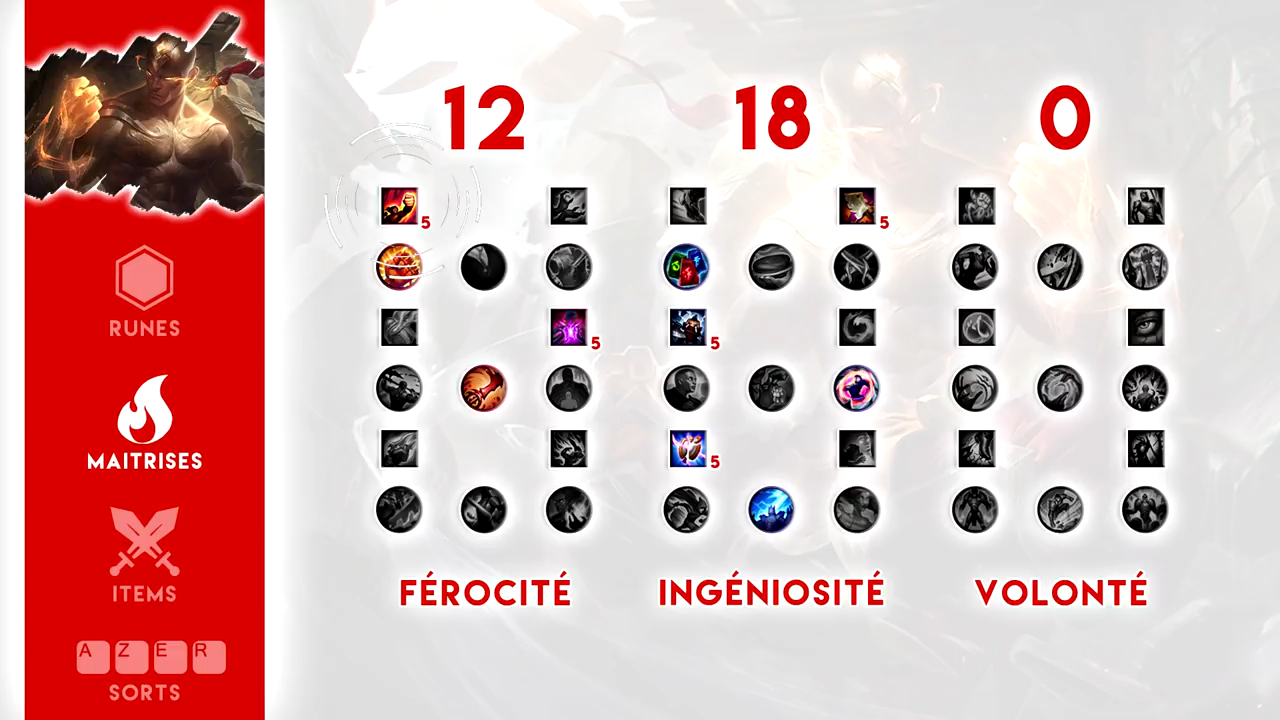 12 18 0
5 5
5 5
5
FÉROCITÉ INGÉNIOSITÉ VOLONTÉ
RUNES
MAITRISES
ITEMS
A Z E R
SORTS